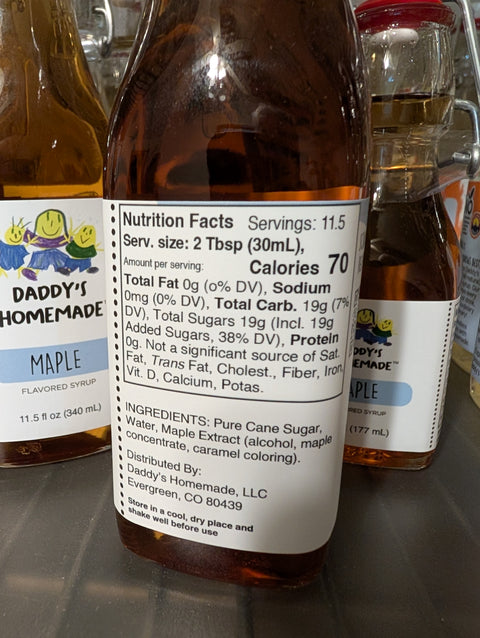 DADDY'S
HOMEMADE™
MAPLE
FLAVORED SYRUP
11.5 fl oz (340 mL)
Nutrition Facts Servings: 11.5
Serv. size: 2 Tbsp (30mL),
Amount per serving: Calories 70
Total Fat 0g (0% DV), Sodium
0mg (0% DV), Total Carb. 19g (7%
DV), Total Sugars 19g (Incl. 19g
Added Sugars, 38% DV), Protein
0g. Not a significant source of Sat.
Fat, Trans Fat, Cholest., Fiber, Iron,
Vit. D, Calcium, Potas.
INGREDIENTS: Pure Cane Sugar,
Water, Maple Extract (alcohol, maple
concentrate, caramel coloring).
Distributed By:
Daddy's Homemade, LLC
Evergreen, CO 80439
Store in a cool, dry place and
shake well before use
DDY'S
EMADE™
APLE
RED SYRUP
(177 mL)